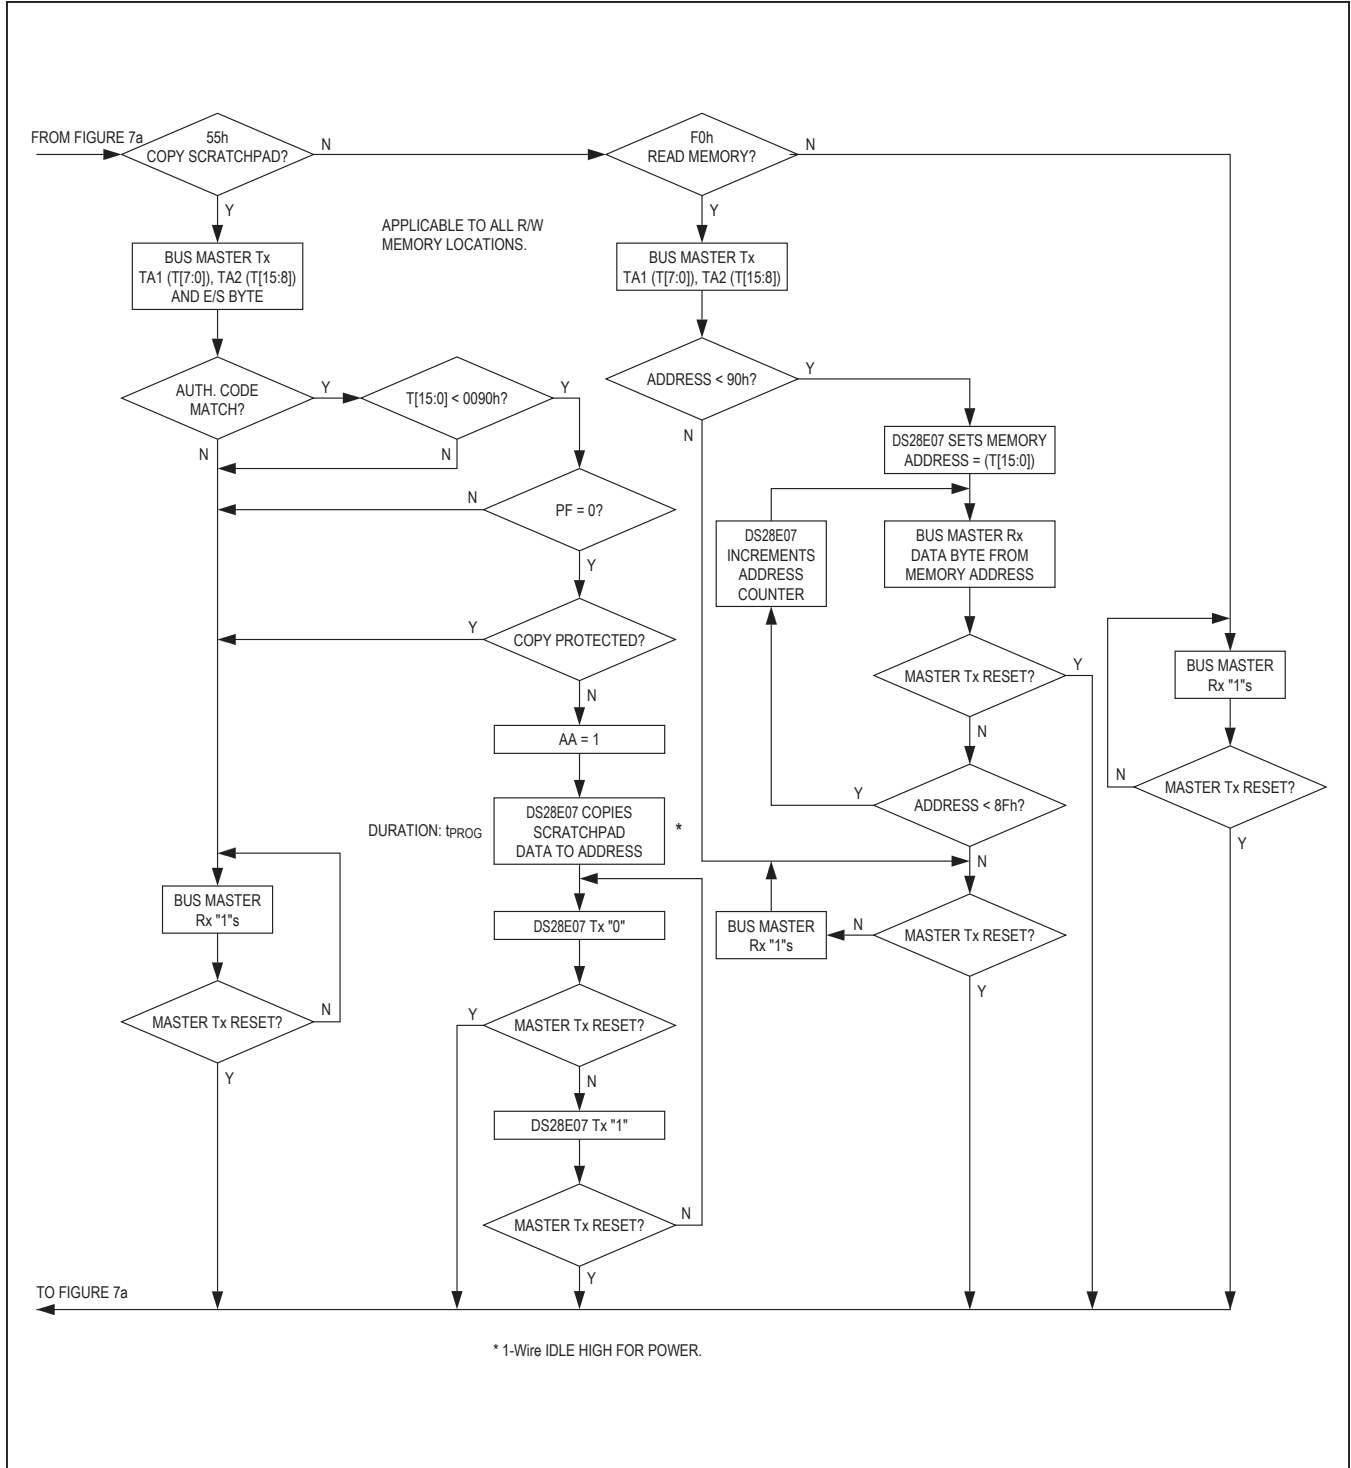 FROM FIGURE 7a
55h
COPY SCRATCHPAD?
N
F0h
READ MEMORY?
N
Y
Y
APPLICABLE TO ALL R/W
MEMORY LOCATIONS.
BUS MASTER Tx
TA1 (T[7:0]), TA2 (T[15:8])
AND E/S BYTE
BUS MASTER Tx
TA1 (T[7:0]), TA2 (T[15:8])
AUTH. CODE
MATCH?
Y
T[15:0] < 0090h?
Y
ADDRESS < 90h?
Y
N
N
N
DS28E07 SETS MEMORY
ADDRESS = (T[15:0])
N
PF = 0?
Y
DS28E07
INCREMENTS
ADDRESS
COUNTER
BUS MASTER Rx
DATA BYTE FROM
MEMORY ADDRESS
Y
COPY PROTECTED?
N
MASTER Tx RESET?
Y
N
BUS MASTER
Rx "1"s
AA = 1
Y
ADDRESS < 8Fh?
N
N
MASTER Tx RESET?
Y
DURATION: tPROG
DS28E07 COPIES
SCRATCHPAD
DATA TO ADDRESS
*
BUS MASTER
Rx "1"s
DS28E07 Tx "0"
BUS MASTER
Rx "1"s
N
MASTER Tx RESET?
Y
MASTER Tx RESET?
N
Y
Y
MASTER Tx RESET?
N
DS28E07 Tx "1"
MASTER Tx RESET?
N
Y
TO FIGURE 7a
* 1-Wire IDLE HIGH FOR POWER.